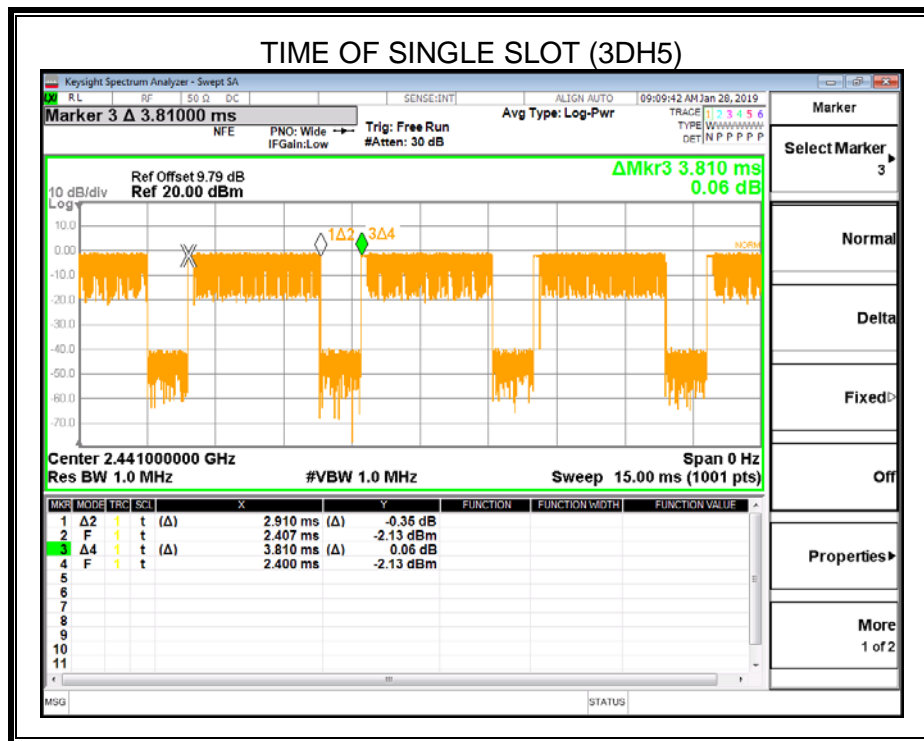 TIME OF SINGLE SLOT (3DH5)
Keysight Spectrum Analyzer - Swept SA
RL RF 50 Ω DC SENSE:INT ALIGN AUTO 09:09:42 AM Jan 28, 2019
Marker 3 Δ 3.81000 ms
NFE
PNO: Wide
IFGain:Low
Trig: Free Run
#Atten: 30 dB
Avg Type: Log-Pwr
TRACE 1 2 3 4 5 6
TYPE WWWWWW
DET N P P P P P
ΔMkr3 3.810 ms
0.06 dB
Ref Offset 9.79 dB
10 dB/div Ref 20.00 dBm
Log
10.0
0.00
-10.0
-20.0
-30.0
-40.0
-50.0
-60.0
-70.0
1Δ2 3Δ4
NORM
Center 2.441000000 GHz Span 0 Hz
Res BW 1.0 MHz #VBW 1.0 MHz Sweep 15.00 ms (1001 pts)
MKR MODE TRC SCL X Y FUNCTION FUNCTION WIDTH FUNCTION VALUE
1 Δ2 1 t (Δ) 2.910 ms (Δ) -0.35 dB
2 F 1 t 2.407 ms -2.13 dBm
3 Δ4 1 t (Δ) 3.810 ms (Δ) 0.06 dB
4 F 1 t 2.400 ms -2.13 dBm
5
6
7
8
9
10
11
MSG STATUS
Marker
Select Marker
3
Normal
Delta
Fixed
Off
Properties
More
1 of 2